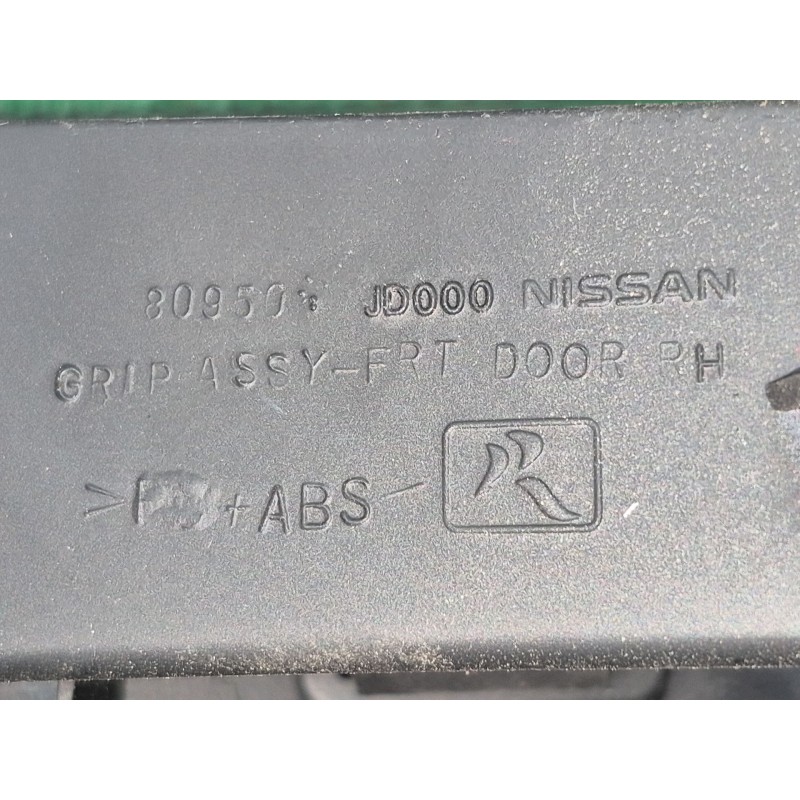 80950 JD000 NISSAN
GRIP ASSY-FRT DOOR RH
+ABS